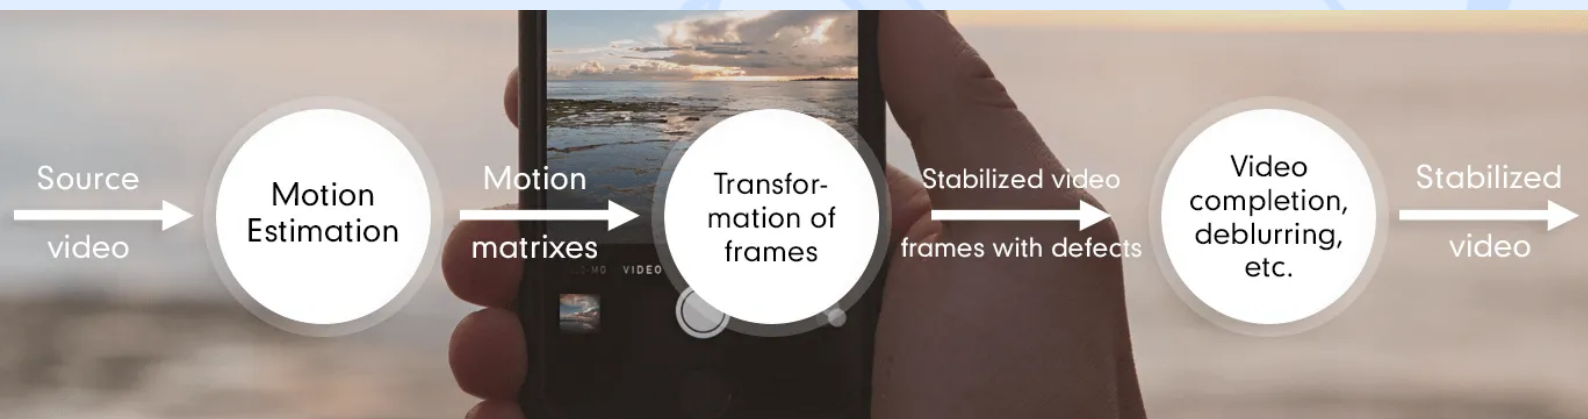 Source
video
Motion
Estimation
Motion
matrixes
Transfor-
mation of
frames
Stabilized video
frames with defects
Video
completion,
deblurring,
etc.
Stabilized
video
VIDEO